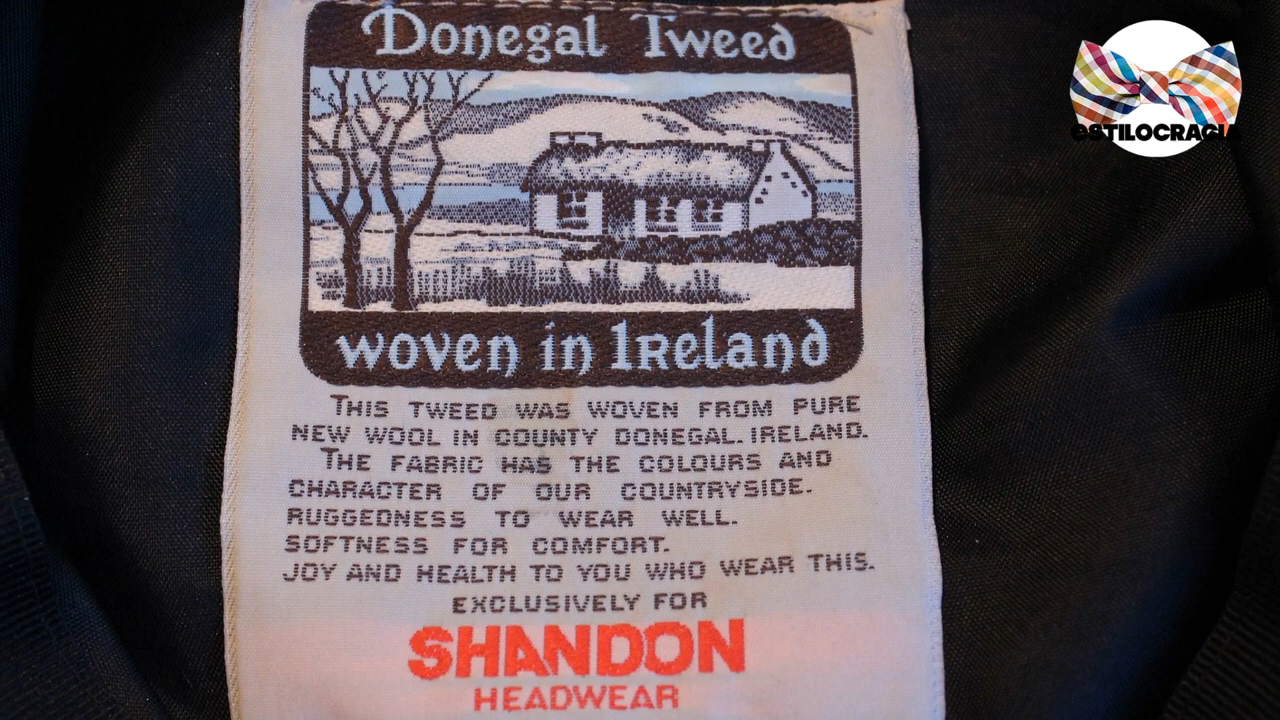 Donegal Tweed
woven in Ireland
THIS TWEED WAS WOVEN FROM PURE
NEW WOOL IN COUNTY DONEGAL. IRELAND.
THE FABRIC HAS THE COLOURS AND
CHARACTER OF OUR COUNTRYSIDE.
RUGGEDNESS TO WEAR WELL.
SOFTNESS FOR COMFORT.
JOY AND HEALTH TO YOU WHO WEAR THIS.
EXCLUSIVELY FOR
SHANDON
HEADWEAR
eSTILOCRACIA